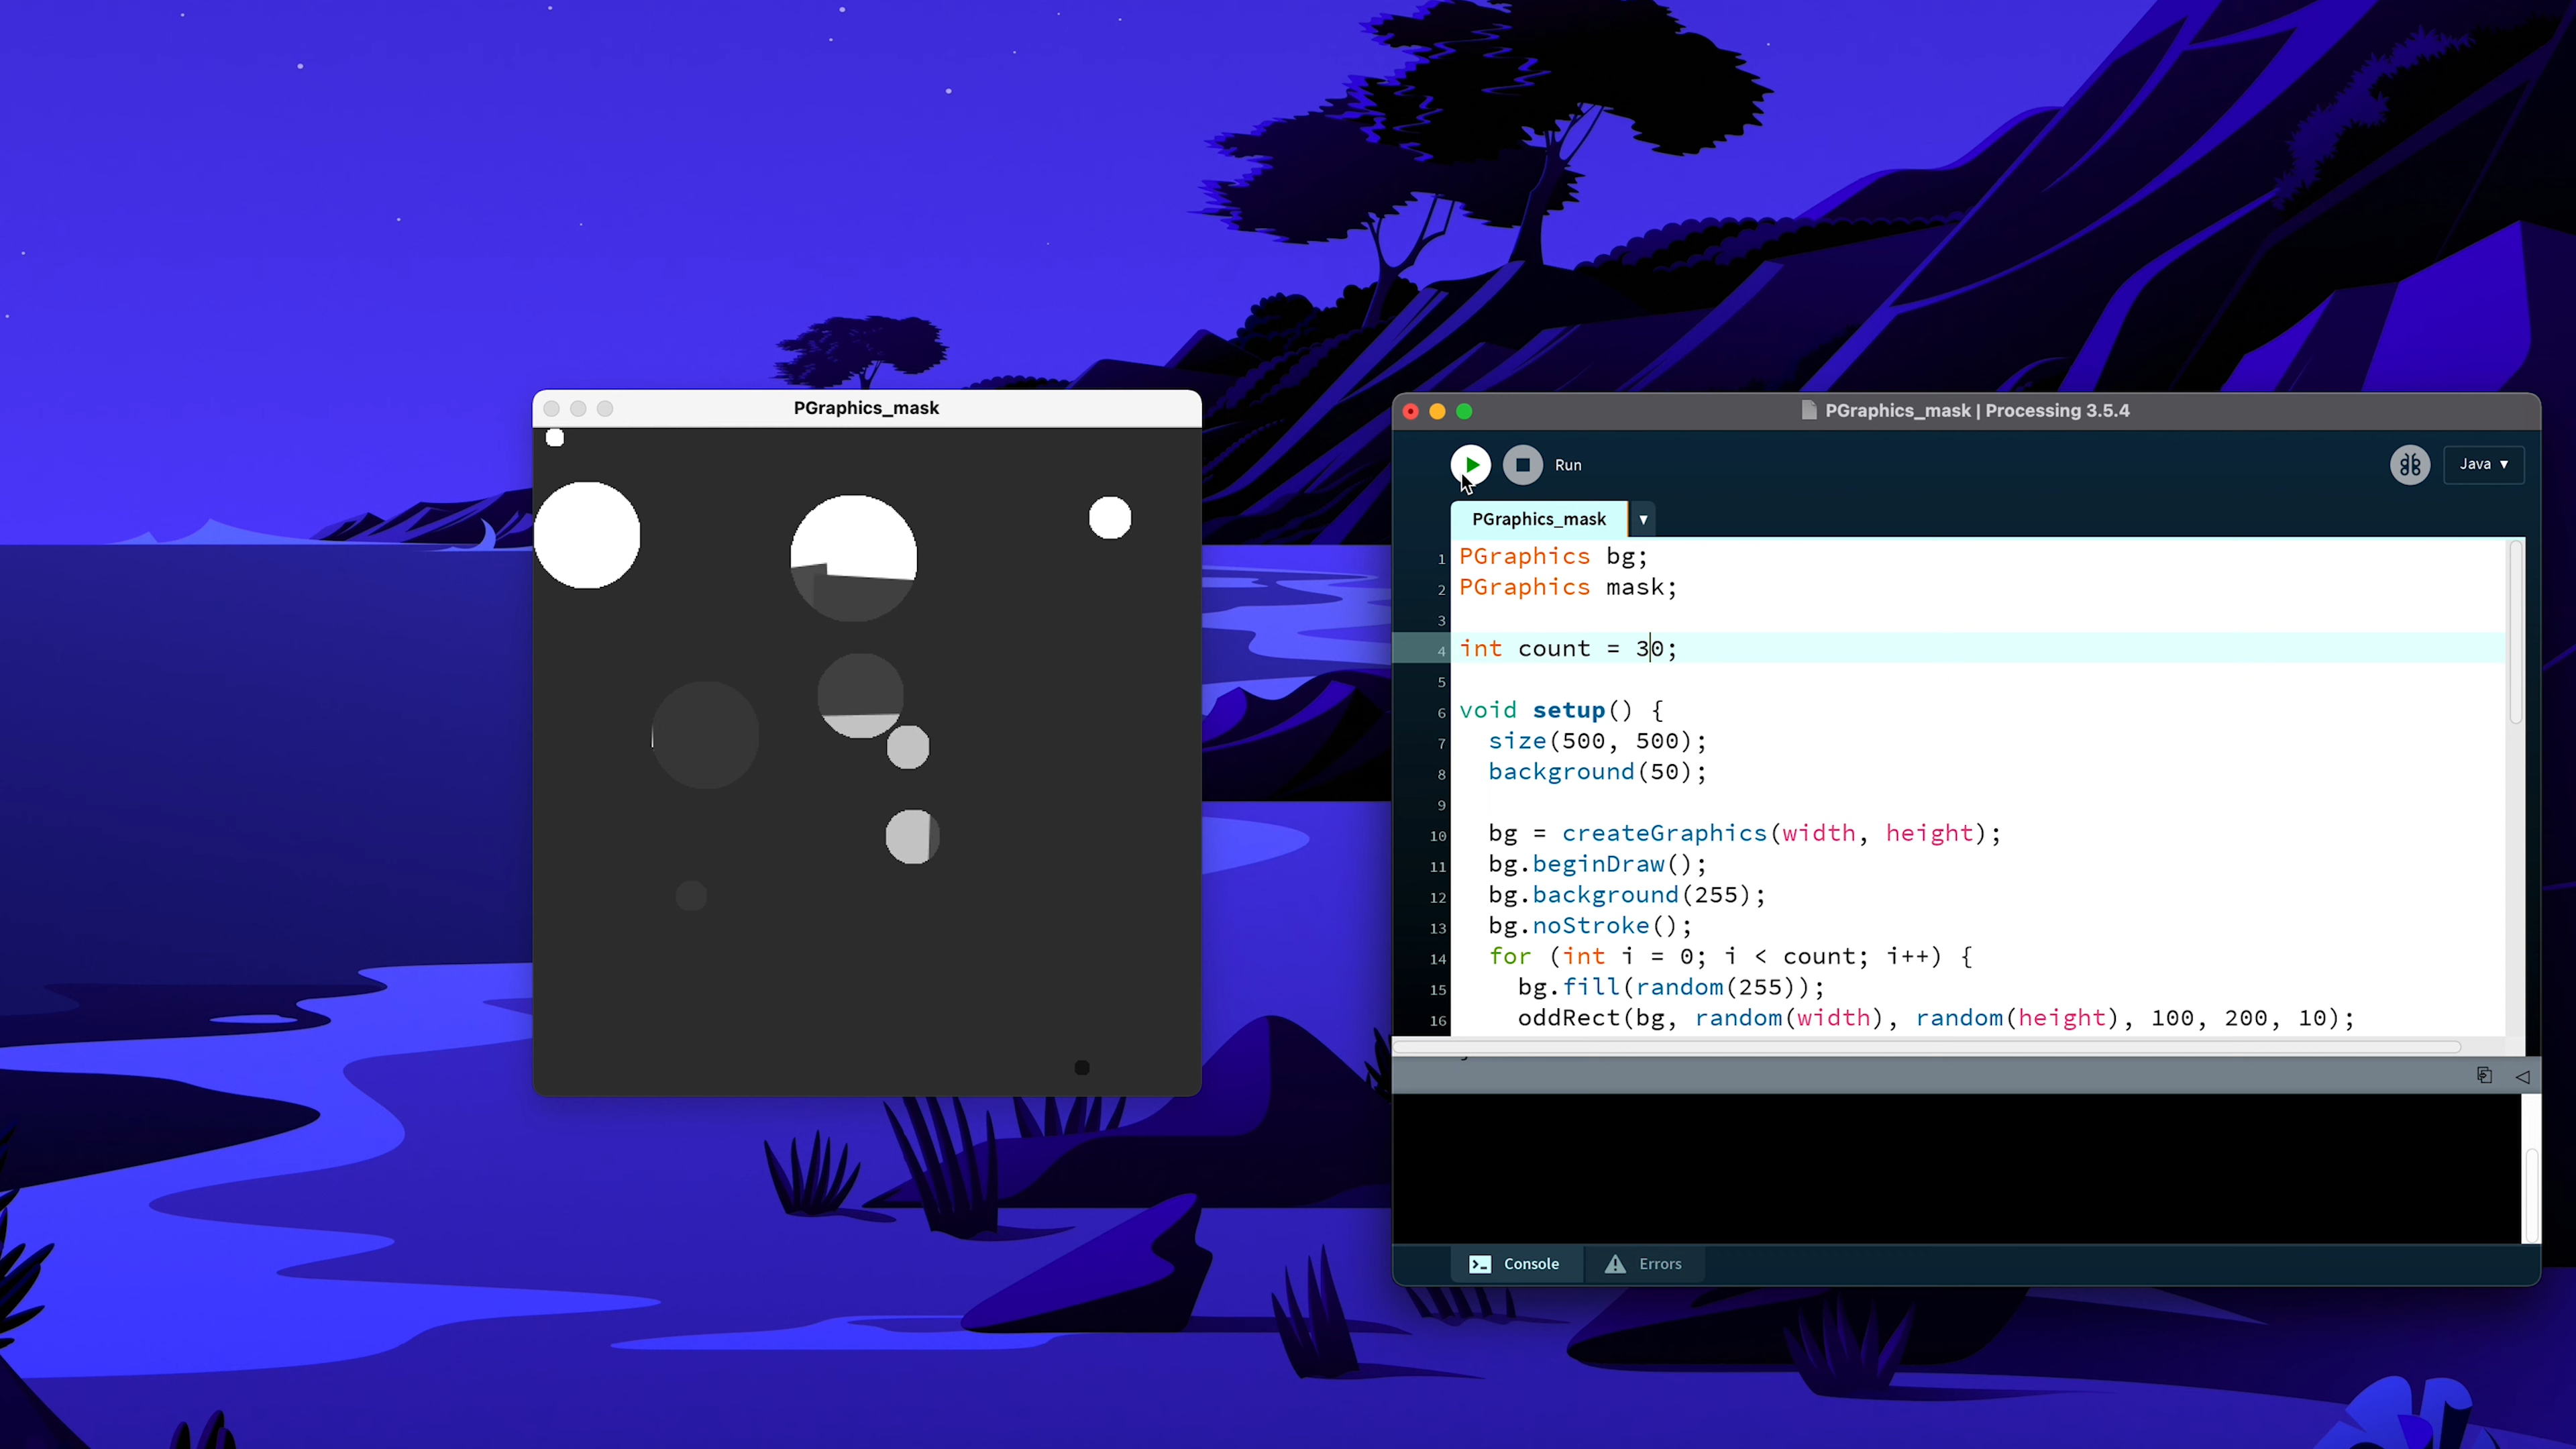 PGraphics_mask
PGraphics_mask | Processing 3.5.4
Run
Java ▼
PGraphics_mask ▼
1 PGraphics bg;
2 PGraphics mask;
3
4 int count = 30;
5
6 void setup() {
7 size(500, 500);
8 background(50);
9
10 bg = createGraphics(width, height);
11 bg.beginDraw();
12 bg.background(255);
13 bg.noStroke();
14 for (int i = 0; i < count; i++) {
15 bg.fill(random(255));
16 oddRect(bg, random(width), random(height), 100, 200, 10);
Console
Errors